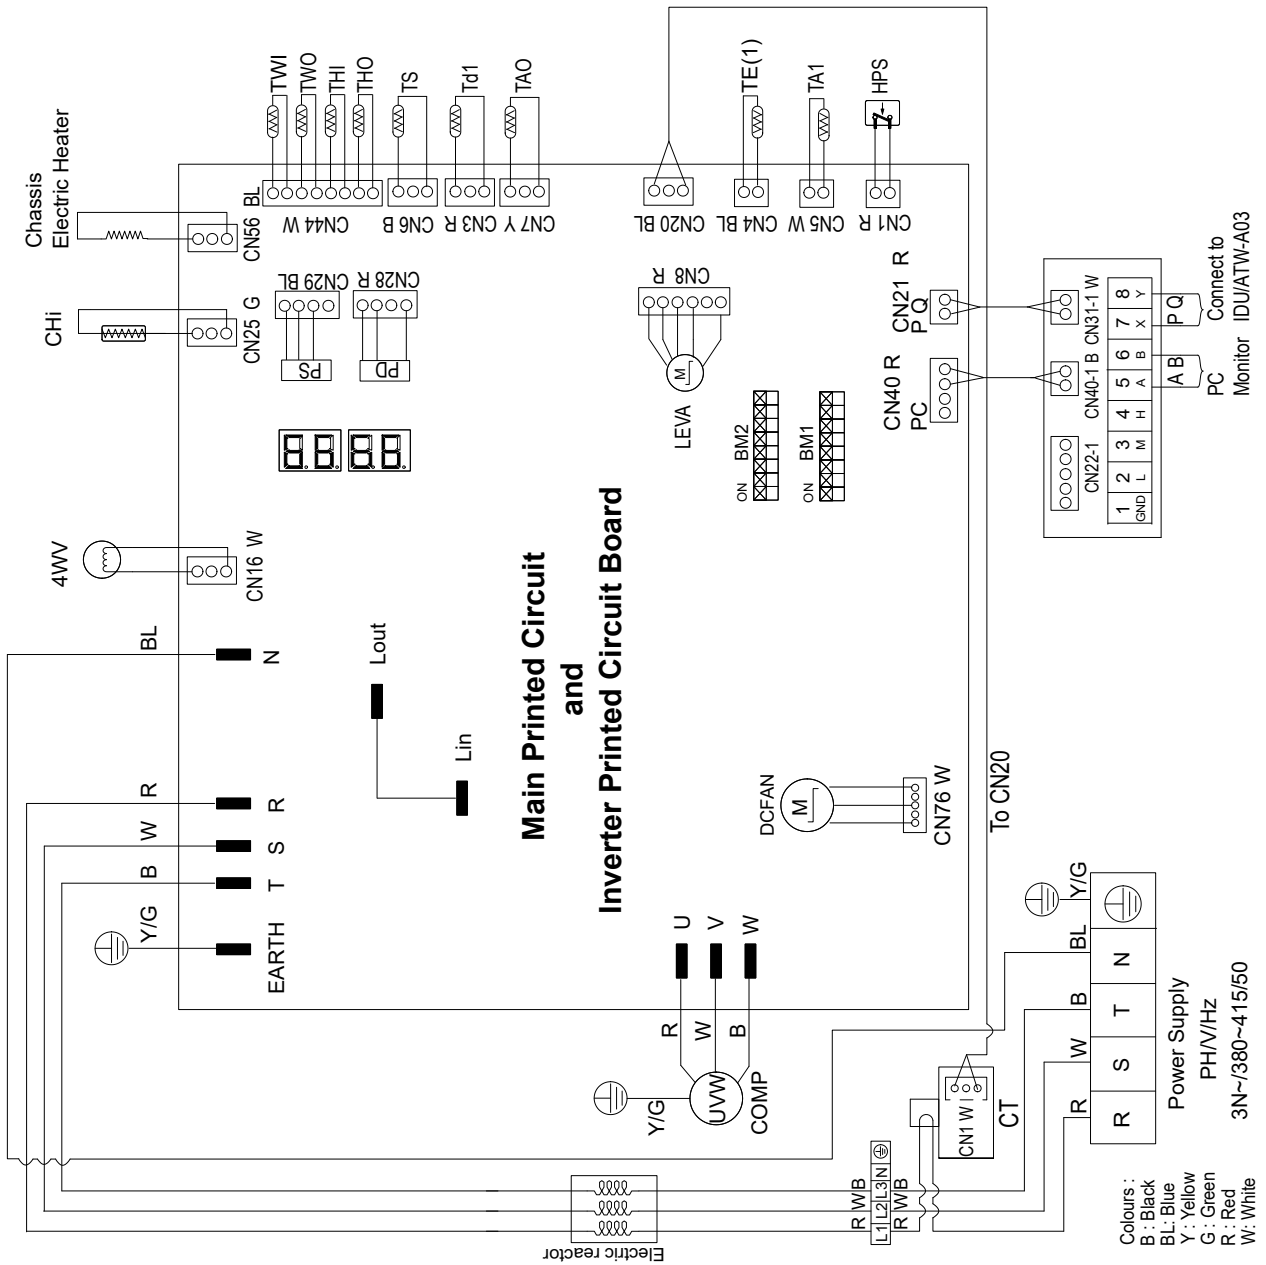 Chassis
Electric Heater
CHi
4WV
BL
R
W
B
Y/G
TWI
TWO
THI
THO
TS
Td1
TAO
TE(1)
TA1
HPS
CN56
BL
CN44 W
CN6 B
CN3 R
CN7 Y
CN20 BL
CN4 BL
CN5 W
CN1 R
CN25 G
CN29 BL
CN28 R
PS
PD
CN8 R
M
LEVA
CN21 R
P Q
CN40 R
PC
CN16 W
BM2
ON
BM1
ON
N
R
S
T
EARTH
Lout
Lin
Main Printed Circuit
and
Inverter Printed Circuit Board
DCFAN
M
CN76 W
To CN20
U
V
W
R
W
B
UVW
COMP
Y/G
CN31-1 W
CN40-1 B
CN22-1
1 2 3 4 5 6 7 8
GND L M H A B X Y
A B
P Q
PC
Monitor
Connect to
IDU/ATW-A03
Electric reactor
R W B
L1 L2 L3 N
R W B
CN1 W
CT
R
W
B
BL
Y/G
R S T N
Power Supply
PH/V/Hz
3N~/380~415/50
Colours :
B : Black
BL: Blue
Y : Yellow
G : Green
R : Red
W: White